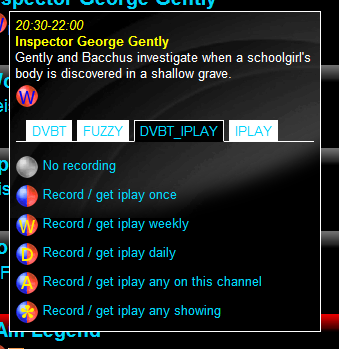 spector George Gently
20:30-22:00
Inspector George Gently
Gently and Bacchus investigate when a schoolgirl's
body is discovered in a shallow grave.
W
DVBT FUZZY DVBT_IPLAY IPLAY
No recording
Record / get iplay once
W Record / get iplay weekly
D Record / get iplay daily
A Record / get iplay any on this channel
* Record / get iplay any showing
Am Legend